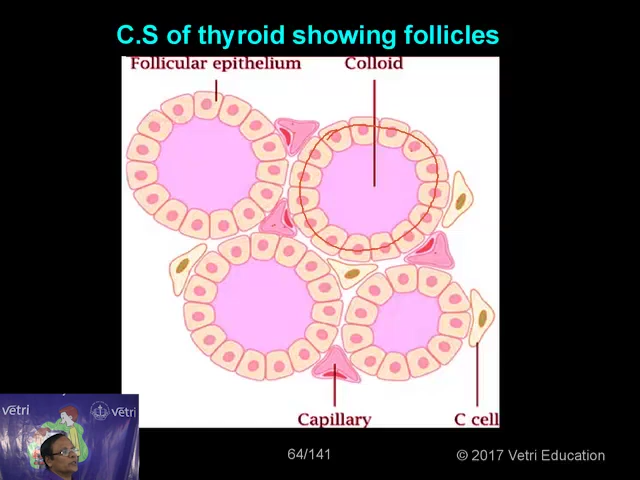 C.S of thyroid showing follicles
Follicular epithelium
Colloid
Capillary
C cell
vetri
vetri
64/141
© 2017 Vetri Education